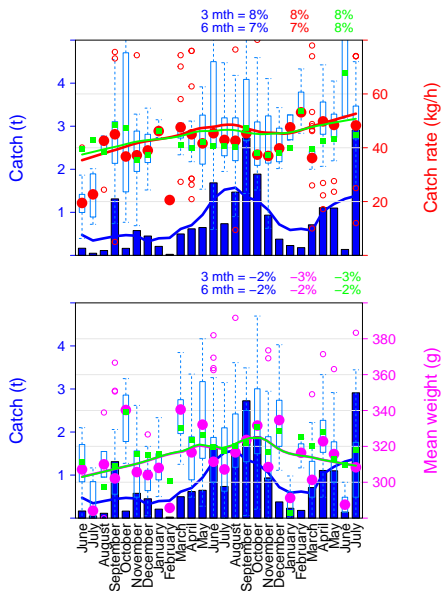 3 mth = 8% 8% 8%
6 mth = 7% 7% 8%
5
4
3
2
1
Catch (t)
60
40
20
Catch rate (kg/h)
3 mth = −2% −3% −3%
6 mth = −2% −2% −2%
5
4
3
2
1
Catch (t)
380
360
340
320
300
Mean weight (g)
June
July
August
September
October
November
December
January
February
March
April
May
June
July
August
September
October
November
December
January
February
March
April
May
June
July